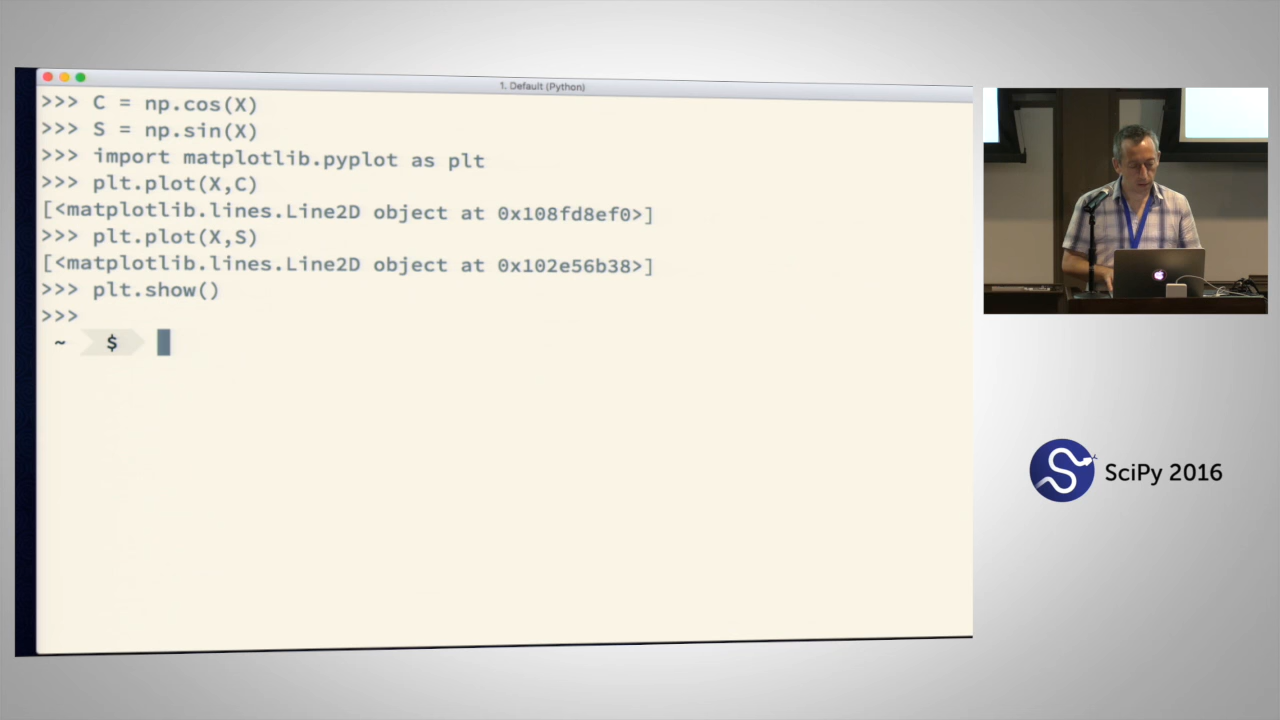 1. Default (Python)
>>> C = np.cos(X)
>>> S = np.sin(X)
>>> import matplotlib.pyplot as plt
>>> plt.plot(X,C)
[<matplotlib.lines.Line2D object at 0x108fd8ef0>]
>>> plt.plot(X,S)
[<matplotlib.lines.Line2D object at 0x102e56b38>]
>>> plt.show()
>>>
~ $
SciPy 2016